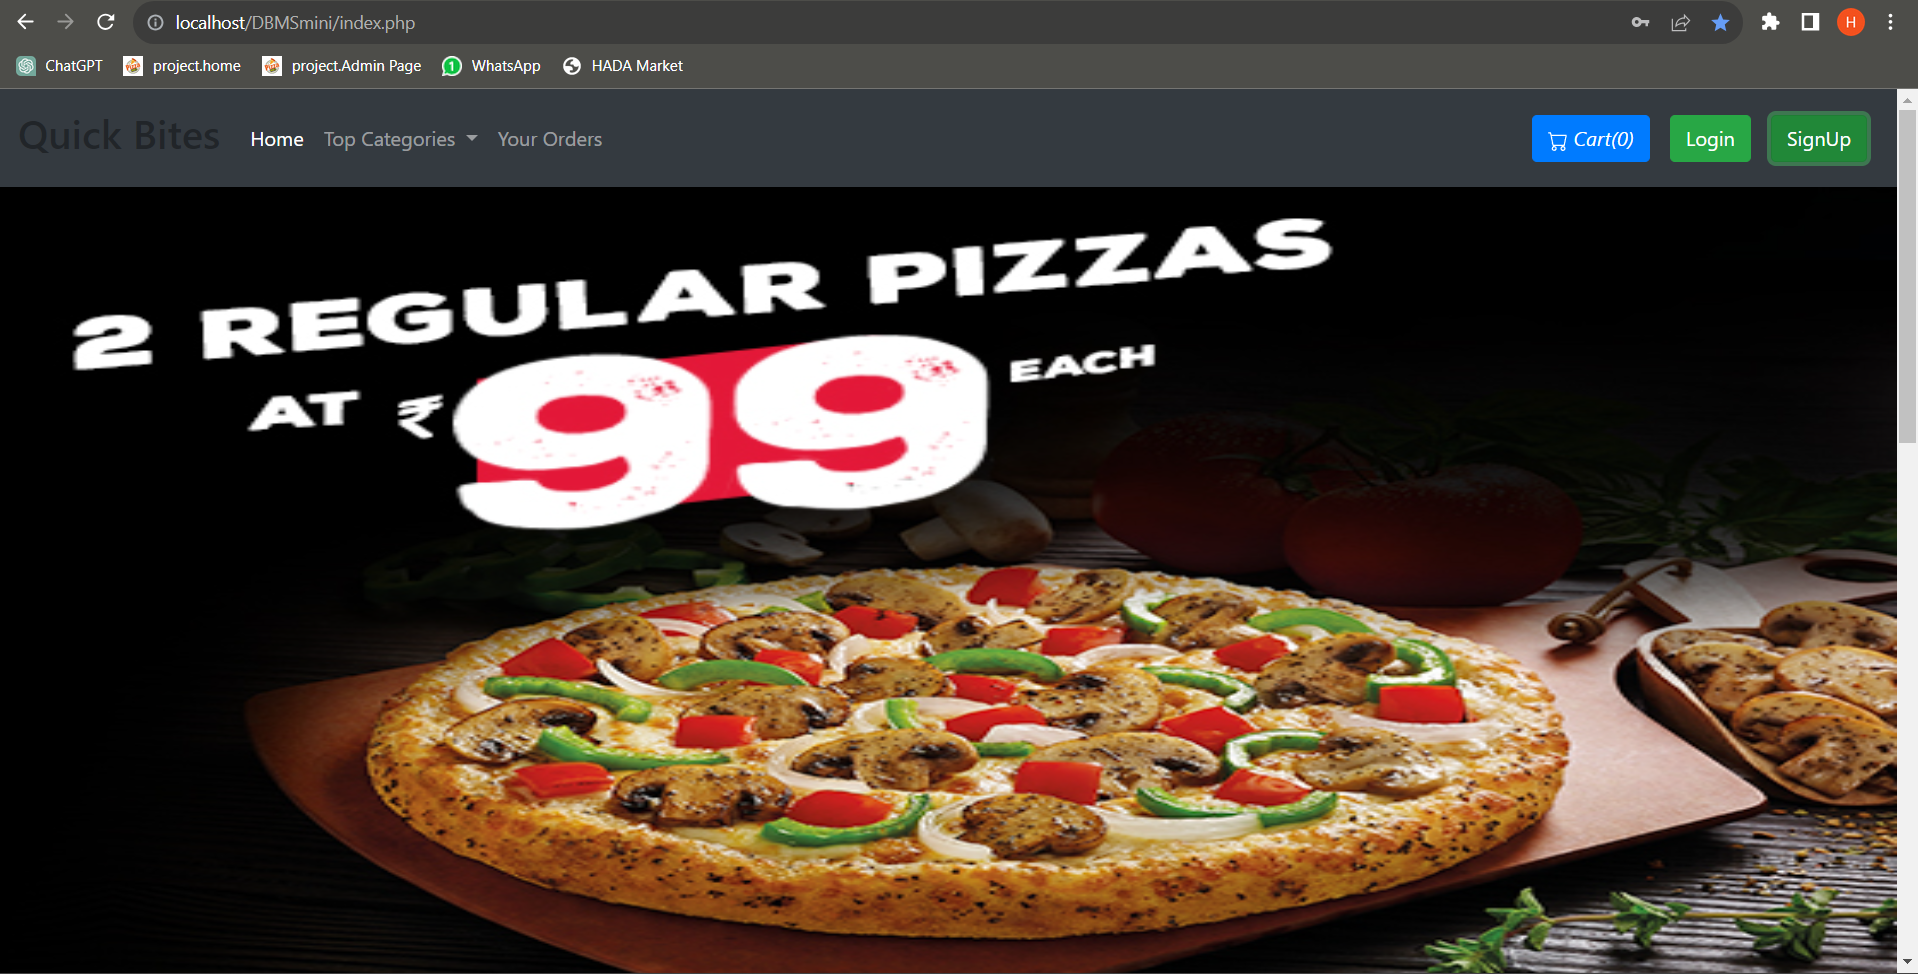 localhost/DBMSmini/index.php
H
ChatGPT project.home project.Admin Page 1 WhatsApp HADA Market
Quick Bites Home Top Categories Your Orders Cart(0) Login SignUp
2 REGULAR PIZZAS
AT ₹99 EACH